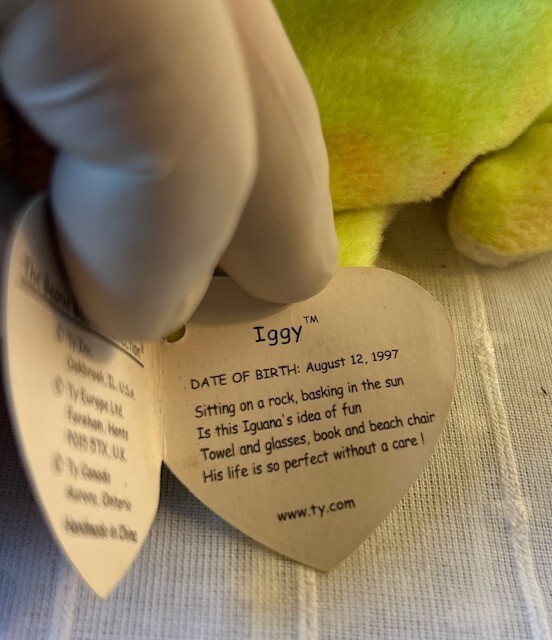 © Ty Inc.
Oakbrook, IL U.S.A.
© Ty Europe Ltd.
Fareham, Hants
P015 5TX, U.K.
© Ty Canada
Aurora, Ontario
Handmade in China
Iggy™
DATE OF BIRTH: August 12, 1997
Sitting on a rock, basking in the sun
Is this Iguana's idea of fun
Towel and glasses, book and beach chair
His life is so perfect without a care !
www.ty.com